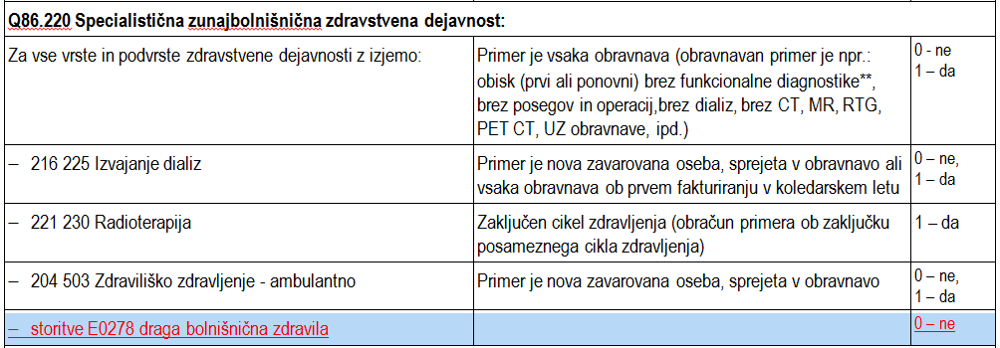 Q86.220 Specialistična zunajbolnišnična zdravstvena dejavnost:
Za vse vrste in podvrste zdravstvene dejavnosti z izjemo:
Primer je vsaka obravnava (obravnavan primer je npr.:
obisk (prvi ali ponovni) brez funkcionalne diagnostike**,
brez posegov in operacij,brez dializ, brez CT, MR, RTG,
PET CT, UZ obravnave, ipd.)
0 - ne
1 – da
– 216 225 Izvajanje dializ
Primer je nova zavarovana oseba, sprejeta v obravnavo ali
vsaka obravnava ob prvem fakturiranju v koledarskem letu
0 – ne,
1 – da
– 221 230 Radioterapija
Zaključen cikel zdravljenja (obračun primera ob zaključku
posameznega cikla zdravljenja)
1 – da
– 204 503 Zdraviliško zdravljenje - ambulantno
Primer je nova zavarovana oseba, sprejeta v obravnavo
0 – ne,
1 – da
– storitve E0278 draga bolnišnična zdravila
0 – ne